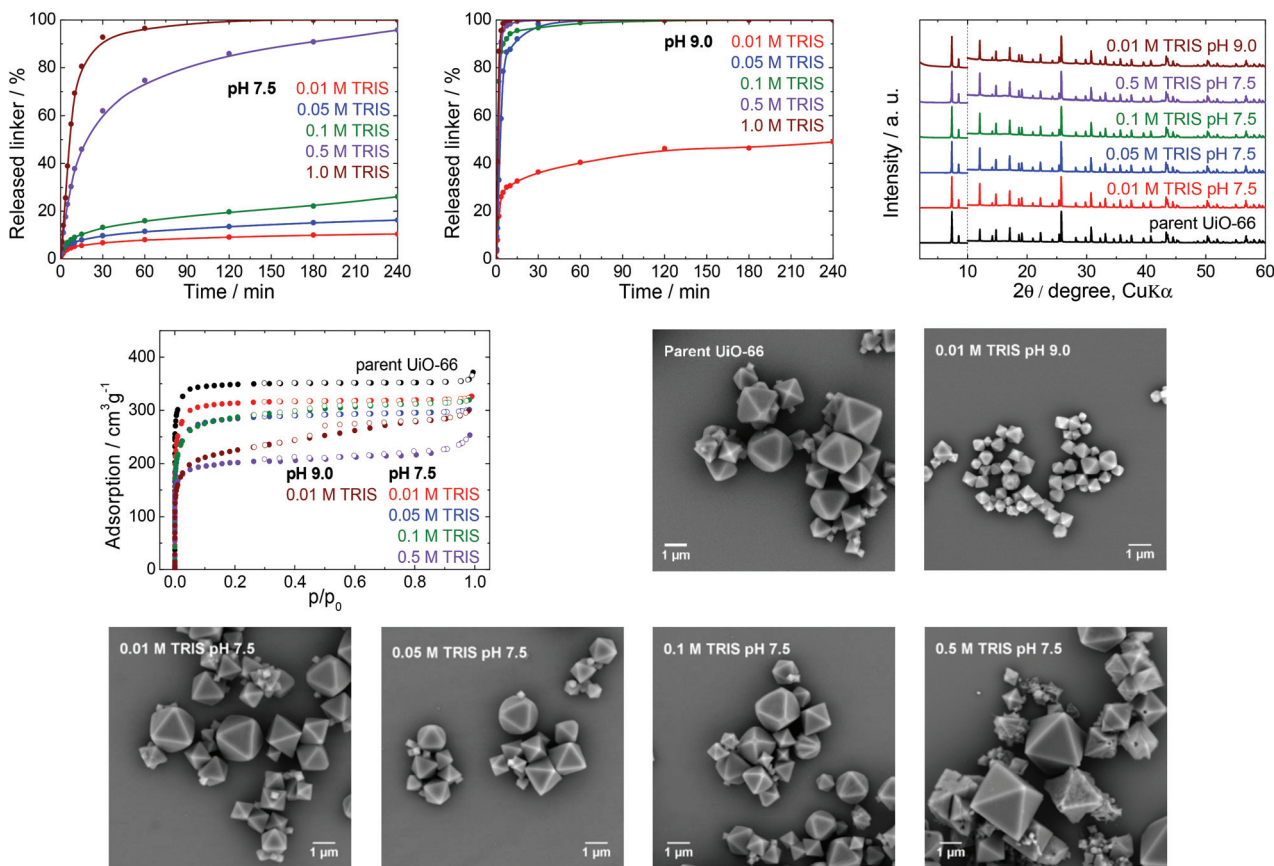 Released linker / %
100
80
60
40
20
0
pH 7.5
0.01 M TRIS
0.05 M TRIS
0.1 M TRIS
0.5 M TRIS
1.0 M TRIS
0 30 60 90 120 150 180 210 240
Time / min
Released linker / %
100
80
60
40
20
0
pH 9.0
0.01 M TRIS
0.05 M TRIS
0.1 M TRIS
0.5 M TRIS
1.0 M TRIS
0 30 60 90 120 150 180 210 240
Time / min
Intensity / a. u.
0.01 M TRIS pH 9.0
0.5 M TRIS pH 7.5
0.1 M TRIS pH 7.5
0.05 M TRIS pH 7.5
0.01 M TRIS pH 7.5
parent UiO-66
10 20 30 40 50 60
2θ / degree, CuKα
Adsorption / cm³g⁻¹
400
300
200
100
0
parent UiO-66
pH 9.0 pH 7.5
0.01 M TRIS 0.01 M TRIS
0.05 M TRIS
0.1 M TRIS
0.5 M TRIS
0.0 0.2 0.4 0.6 0.8 1.0
p/p₀
Parent UiO-66
1 µm
0.01 M TRIS pH 9.0
1 µm
0.01 M TRIS pH 7.5
1 µm
0.05 M TRIS pH 7.5
1 µm
0.1 M TRIS pH 7.5
1 µm
0.5 M TRIS pH 7.5
1 µm